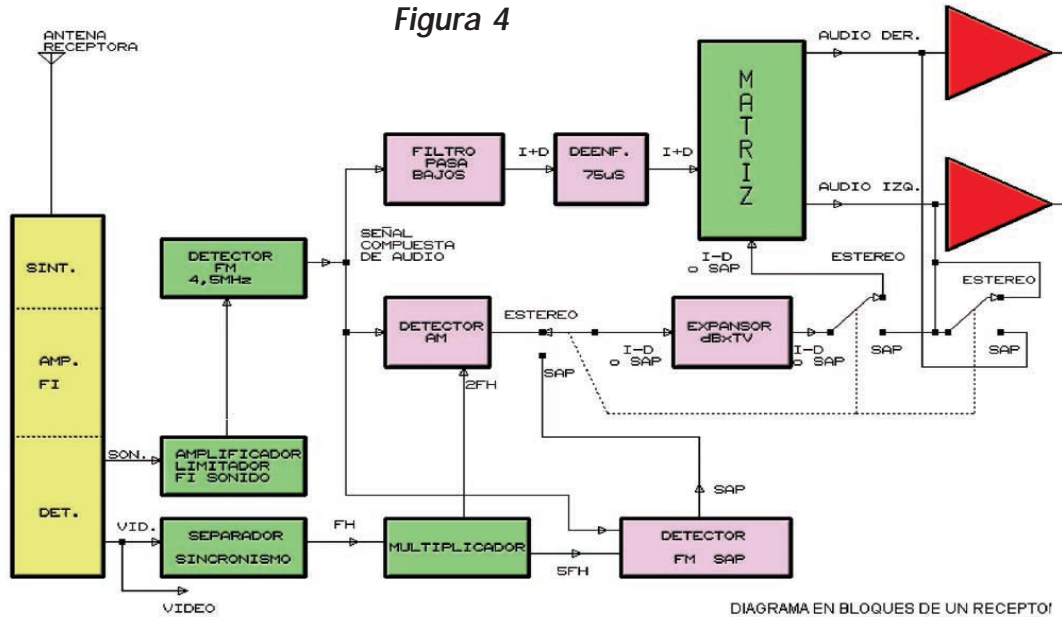 Figura 4
ANTENA
RECEPTORA
SINT.
AMP.
FI
DET.
SON.
VID.
VIDEO
DETECTOR
FM
4,5MHz
AMPLIFICADOR
LIMITADOR
FI SONIDO
SEPARADOR
SINCRONISMO
FH
MULTIPLICADOR
2FH
5FH
SEÑAL
COMPUESTA
DE AUDIO
FILTRO
PASA
BAJOS
I+D
DEENF.
75uS
I+D
MATRIZ
AUDIO DER.
AUDIO IZQ.
DETECTOR
AM
ESTEREO
SAP
I-D
o SAP
EXPANSOR
dBxTV
I-D
o SAP
I-D
o SAP
ESTEREO
SAP
ESTEREO
SAP
SAP
DETECTOR
FM SAP
DIAGRAMA EN BLOQUES DE UN RECEPTO